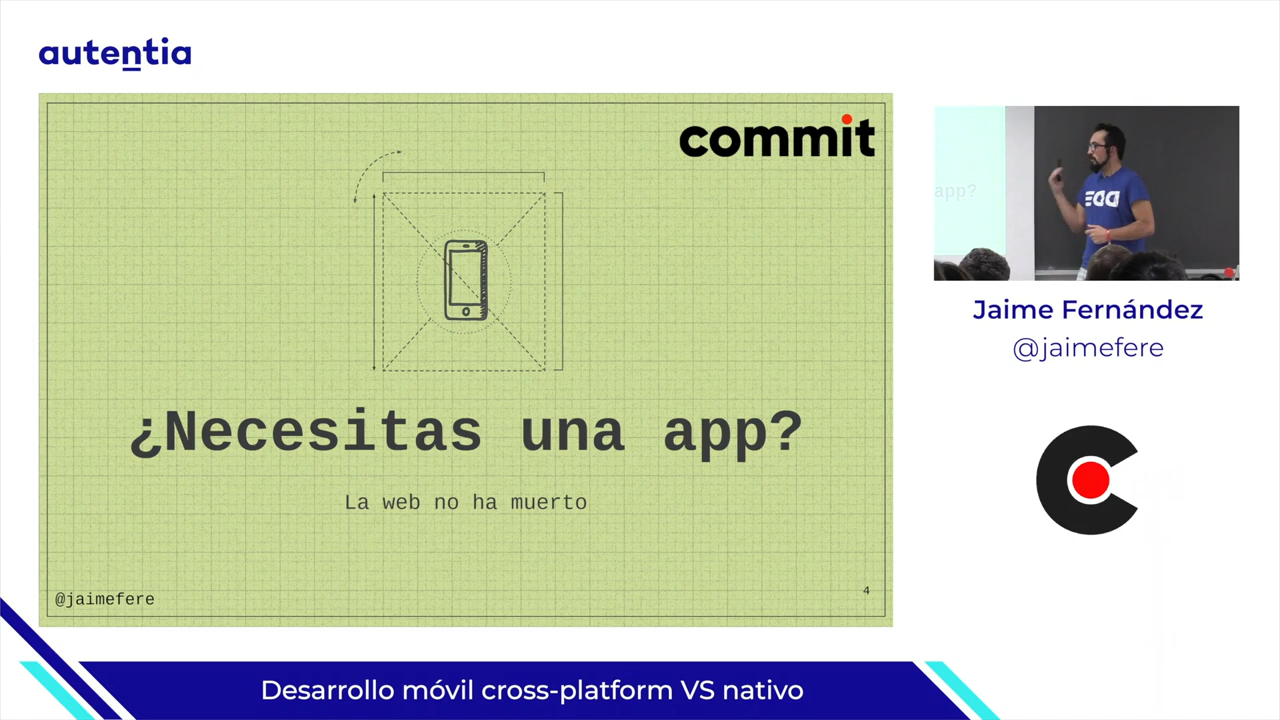 autentia
commit
¿Necesitas una app?
La web no ha muerto
@jaimefere
4
app?
Jaime Fernández
@jaimefere
Desarrollo móvil cross-platform VS nativo